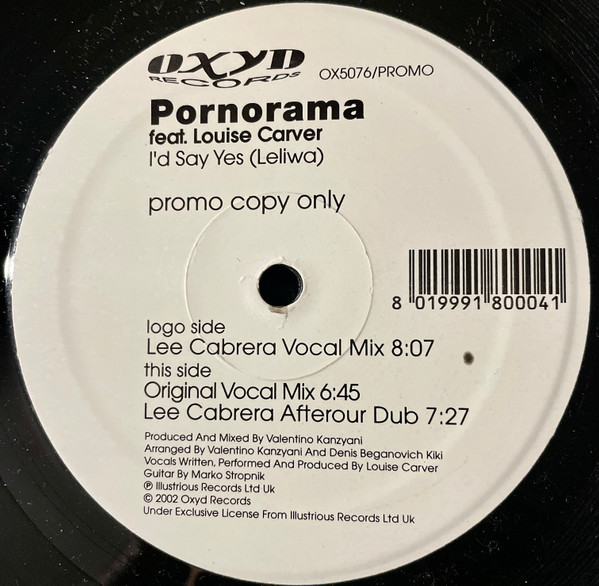 OXYD
RECORDS
OX5076/PROMO
Pornorama
feat. Louise Carver
I'd Say Yes (Leliwa)
promo copy only
8 019991 800041
logo side
Lee Cabrera Vocal Mix 8:07
this side
Original Vocal Mix 6:45
Lee Cabrera Afterour Dub 7:27
Produced And Mixed By Valentino Kanzyani
Arranged By Valentino Kanzyani And Denis Beganovich Kiki
Vocals Written, Performed And Produced By Louise Carver
Guitar By Marko Stropnik
℗ Illustrious Records Ltd Uk
© 2002 Oxyd Records
Under Exclusive License From Illustrious Records Ltd Uk